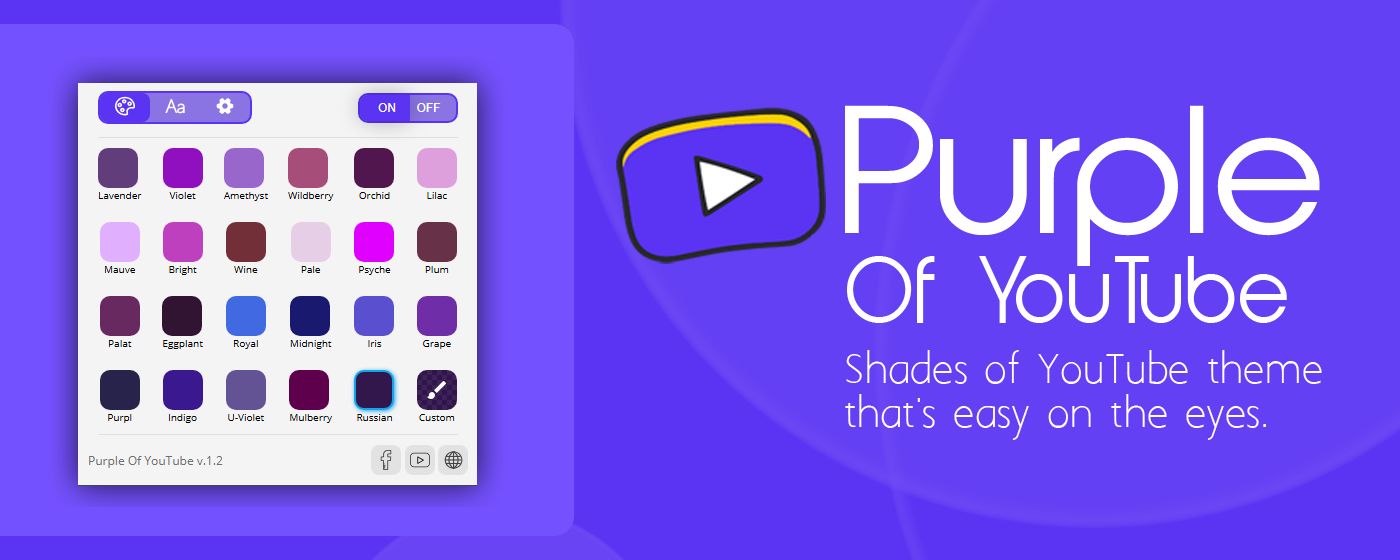 Aa
ON OFF
Lavender Violet Amethyst Wildberry Orchid Lilac
Mauve Bright Wine Pale Psyche Plum
Palat Eggplant Royal Midnight Iris Grape
Purpl Indigo U-Violet Mulberry Russian Custom
Purple Of YouTube v.1.2
Purple
Of YouTube
Shades of YouTube theme
that's easy on the eyes.